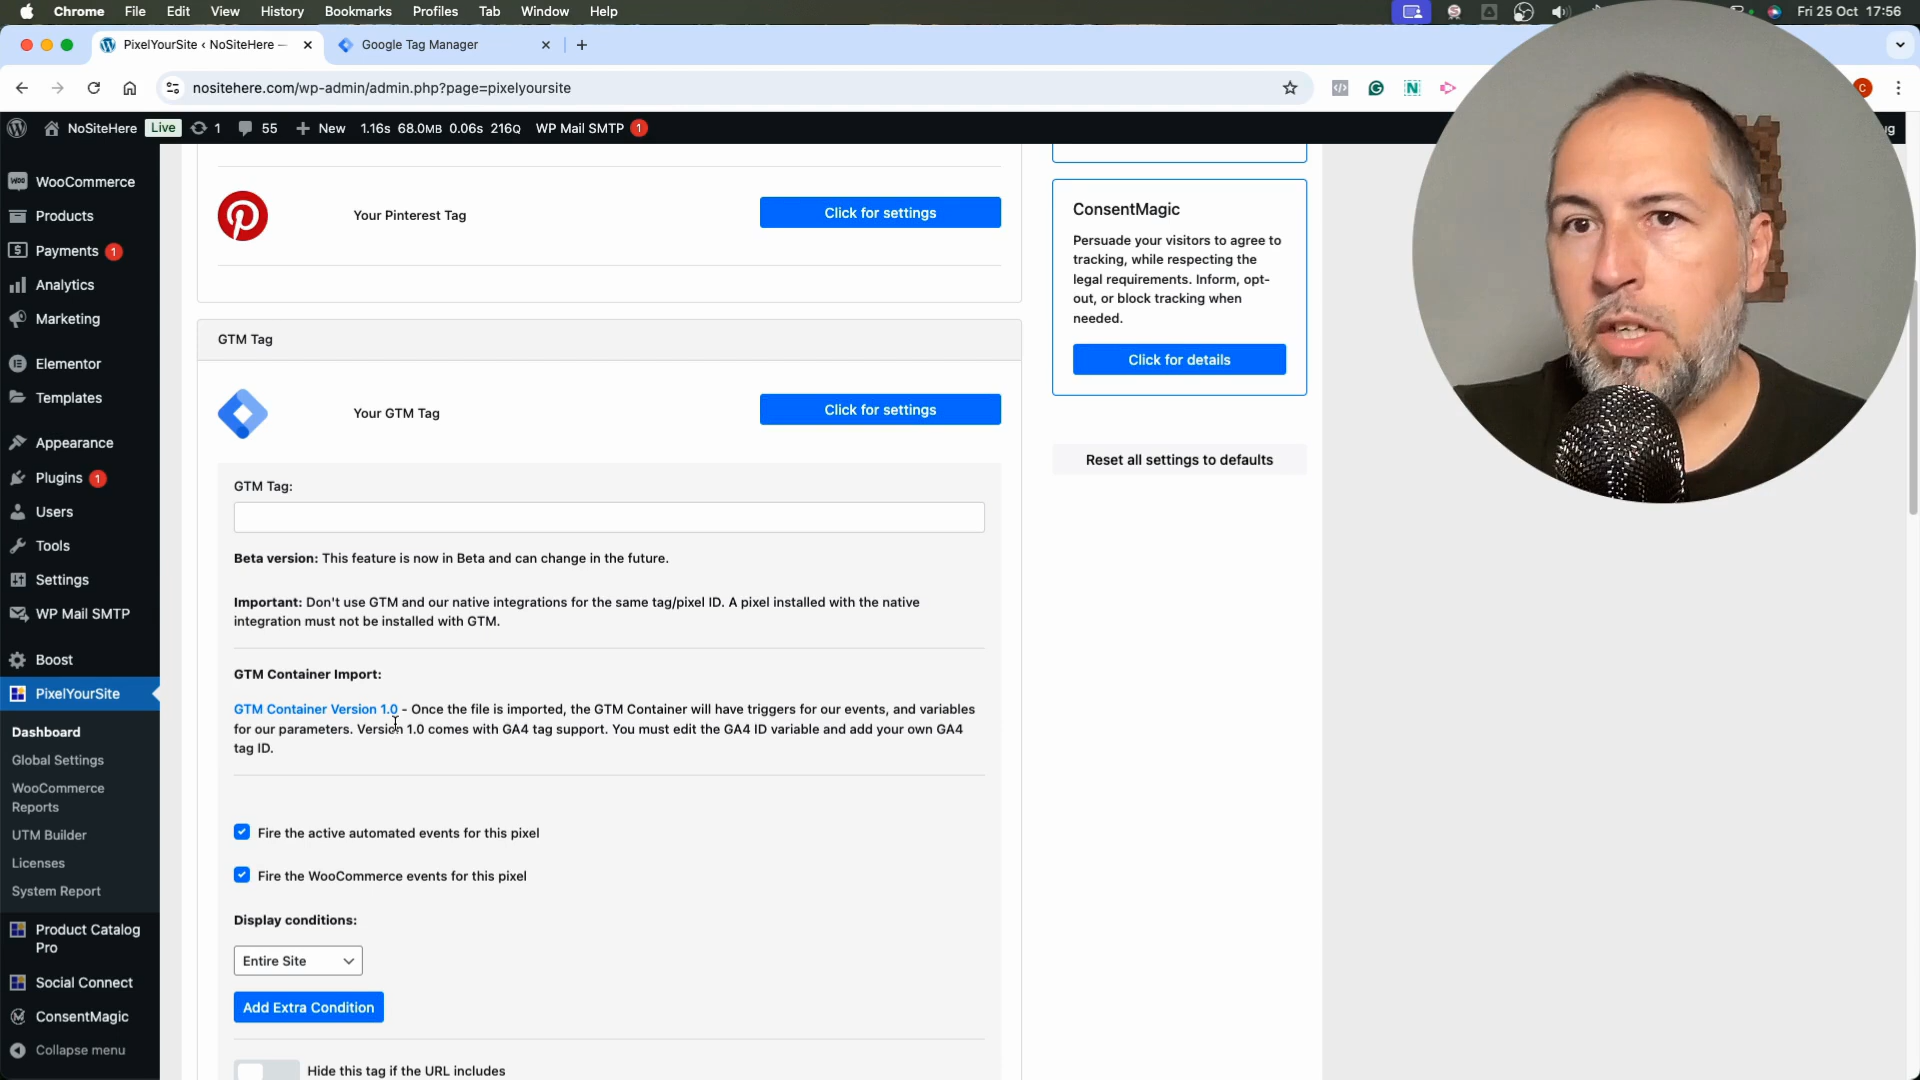 Chrome File Edit View History Bookmarks Profiles Tab Window Help
Fri 25 Oct 17:56
PixelYourSite ‹ NoSiteHere —
Google Tag Manager
nositehere.com/wp-admin/admin.php?page=pixelyoursite
NoSiteHere Live 1 55 New 1.16s 68.0MB 0.06s 216Q WP Mail SMTP 1
WooCommerce
Products
Payments 1
Analytics
Marketing
Elementor
Templates
Appearance
Plugins 1
Users
Tools
Settings
WP Mail SMTP
Boost
PixelYourSite
Dashboard
Global Settings
WooCommerce
Reports
UTM Builder
Licenses
System Report
Product Catalog
Pro
Social Connect
ConsentMagic
Collapse menu
Your Pinterest Tag
Click for settings
GTM Tag
Your GTM Tag
Click for settings
GTM Tag:
Beta version: This feature is now in Beta and can change in the future.
Important: Don't use GTM and our native integrations for the same tag/pixel ID. A pixel installed with the native
integration must not be installed with GTM.
GTM Container Import:
GTM Container Version 1.0 - Once the file is imported, the GTM Container will have triggers for our events, and variables
for our parameters. Version 1.0 comes with GA4 tag support. You must edit the GA4 ID variable and add your own GA4
tag ID.
Fire the active automated events for this pixel
Fire the WooCommerce events for this pixel
Display conditions:
Entire Site
Add Extra Condition
Hide this tag if the URL includes
ConsentMagic
Persuade your visitors to agree to
tracking, while respecting the
legal requirements. Inform, opt-
out, or block tracking when
needed.
Click for details
Reset all settings to defaults